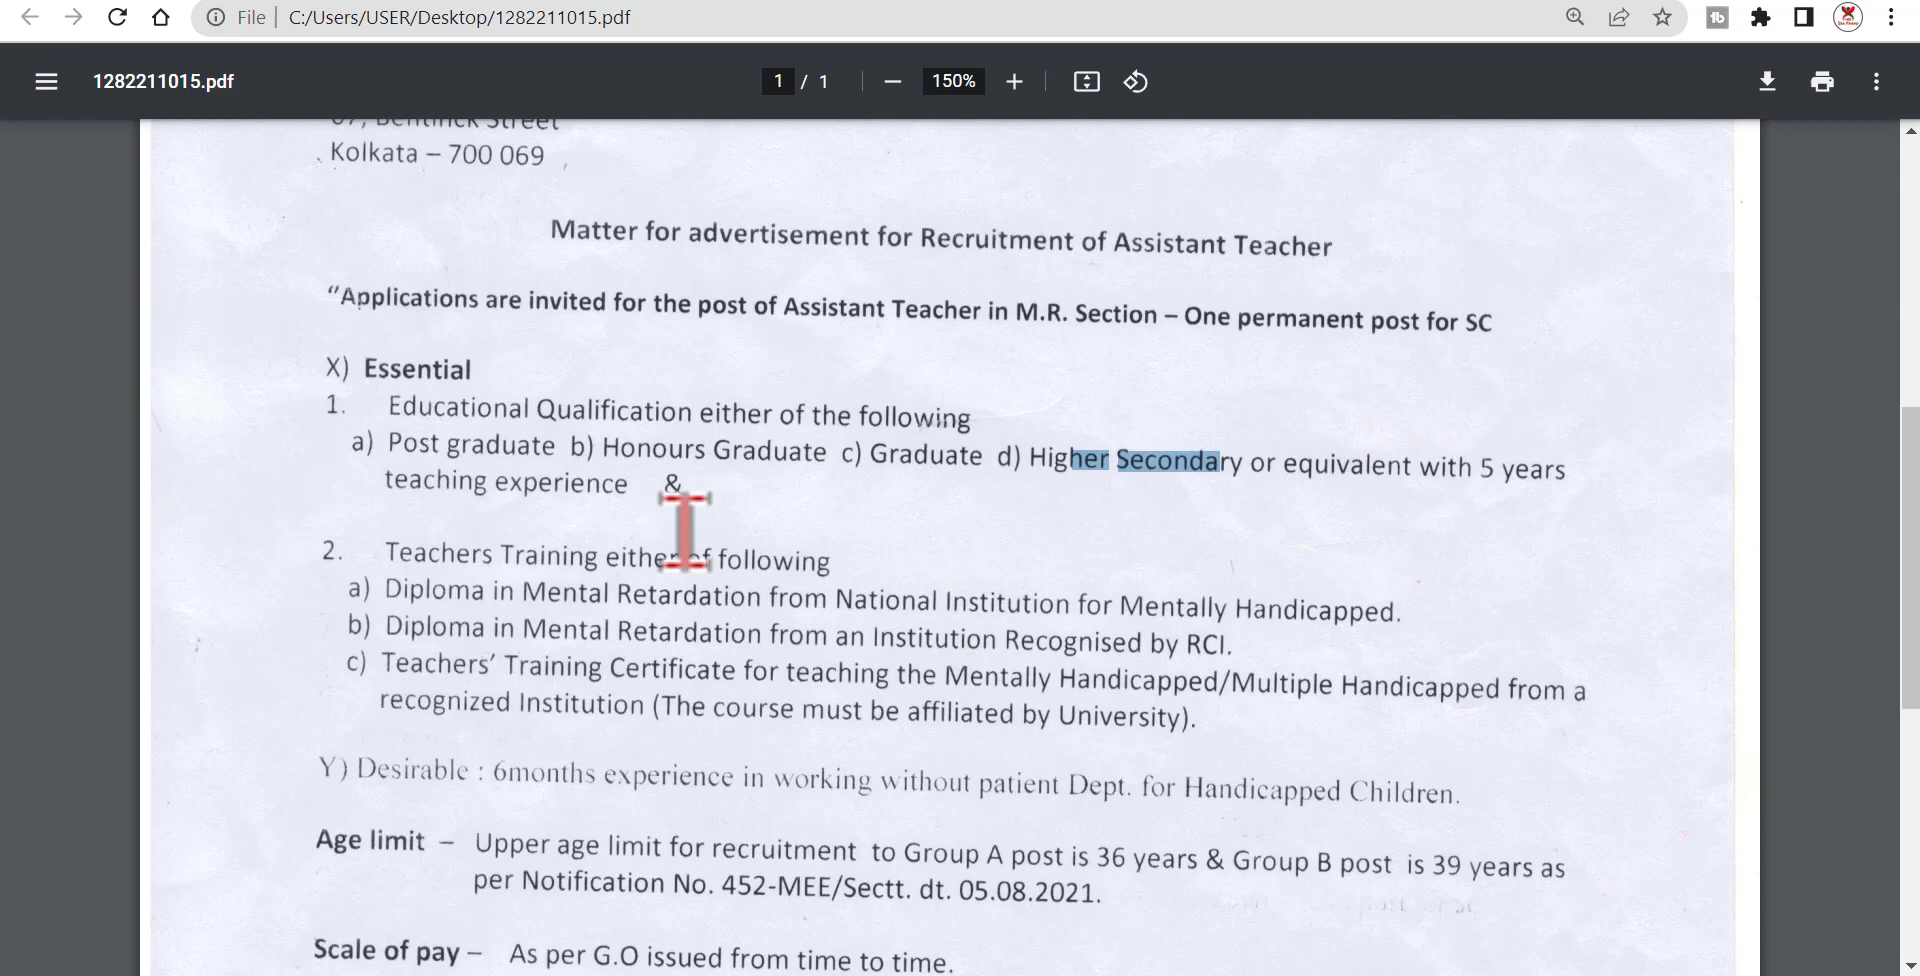 File
C:/Users/USER/Desktop/1282211015.pdf
1282211015.pdf
1 / 1
150%
67, Bentinck Street
Kolkata – 700 069
Matter for advertisement for Recruitment of Assistant Teacher
“Applications are invited for the post of Assistant Teacher in M.R. Section – One permanent post for SC
X) Essential
1. Educational Qualification either of the following
a) Post graduate b) Honours Graduate c) Graduate d) Higher Secondary or equivalent with 5 years
teaching experience &
2. Teachers Training either of following
a) Diploma in Mental Retardation from National Institution for Mentally Handicapped.
b) Diploma in Mental Retardation from an Institution Recognised by RCI.
c) Teachers’ Training Certificate for teaching the Mentally Handicapped/Multiple Handicapped from a
recognized Institution (The course must be affiliated by University).
Y) Desirable : 6months experience in working without patient Dept. for Handicapped Children.
Age limit – Upper age limit for recruitment to Group A post is 36 years & Group B post is 39 years as
per Notification No. 452-MEE/Sectt. dt. 05.08.2021.
Scale of pay – As per G.O issued from time to time.